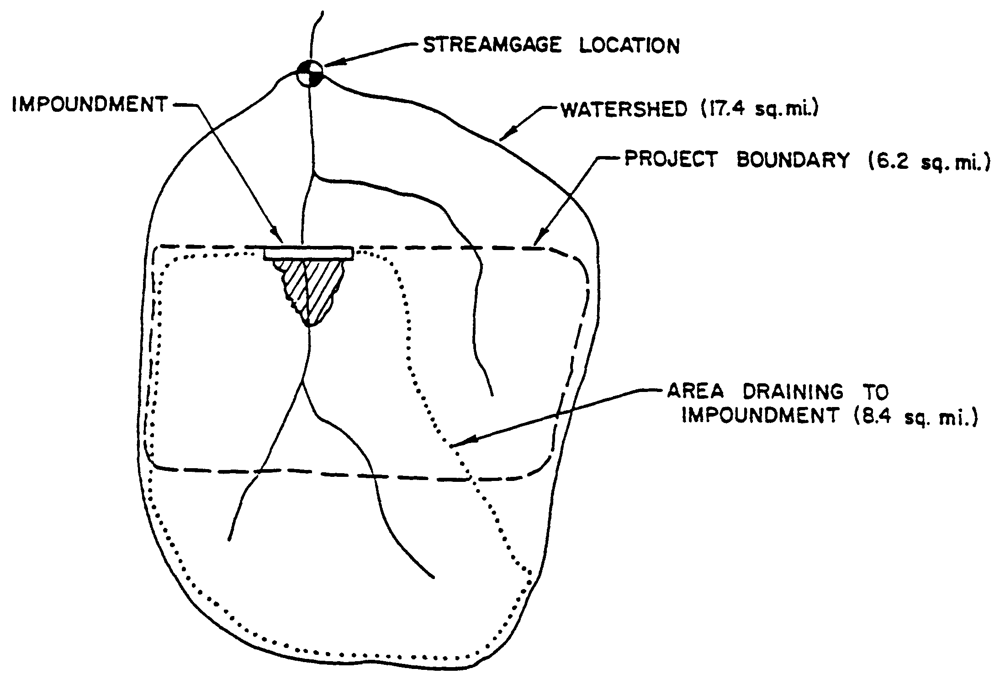 STREAMGAGE LOCATION
IMPOUNDMENT
WATERSHED (17.4 sq. mi.)
PROJECT BOUNDARY (6.2 sq. mi.)
AREA DRAINING TO
IMPOUNDMENT (8.4 sq. mi.)